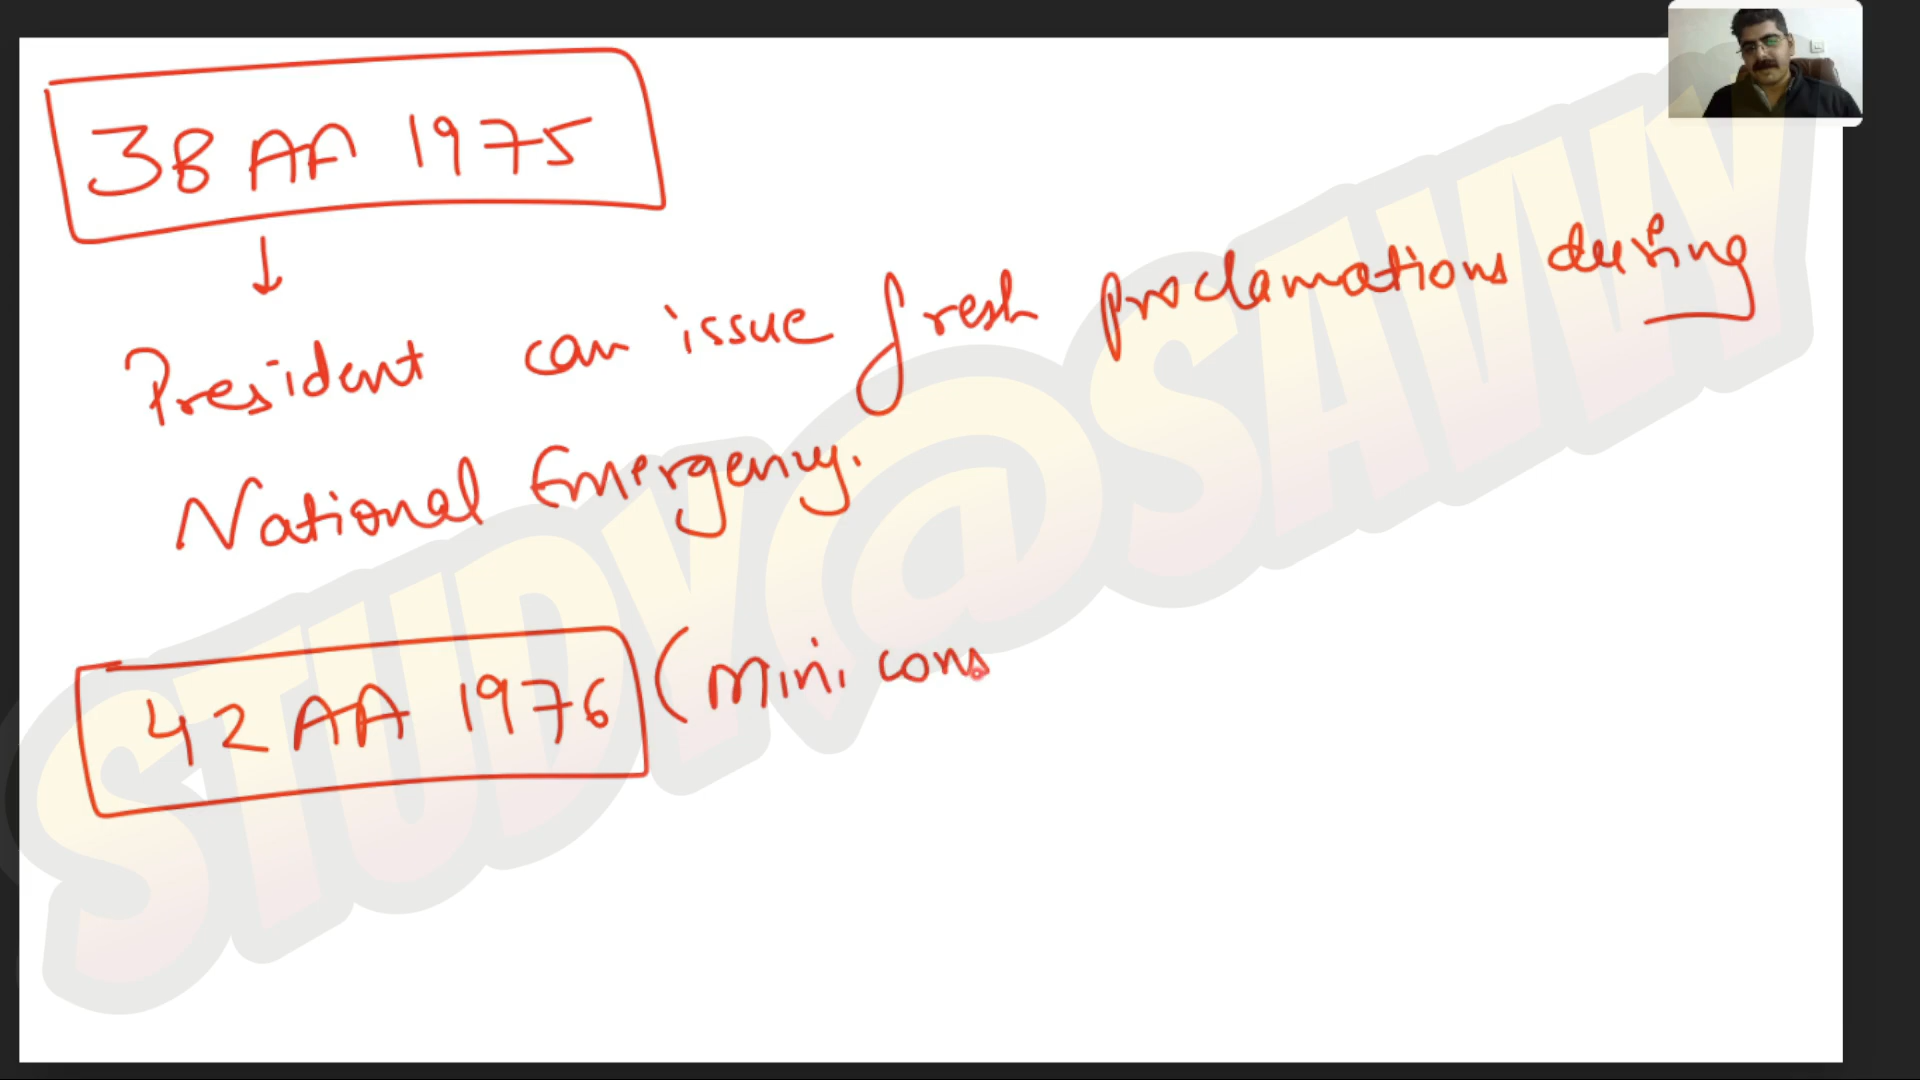 38 AA 1975
President can issue fresh proclamations during
National Emergency.
42 AA 1976 (Mini cons
STUDY@SAVVY